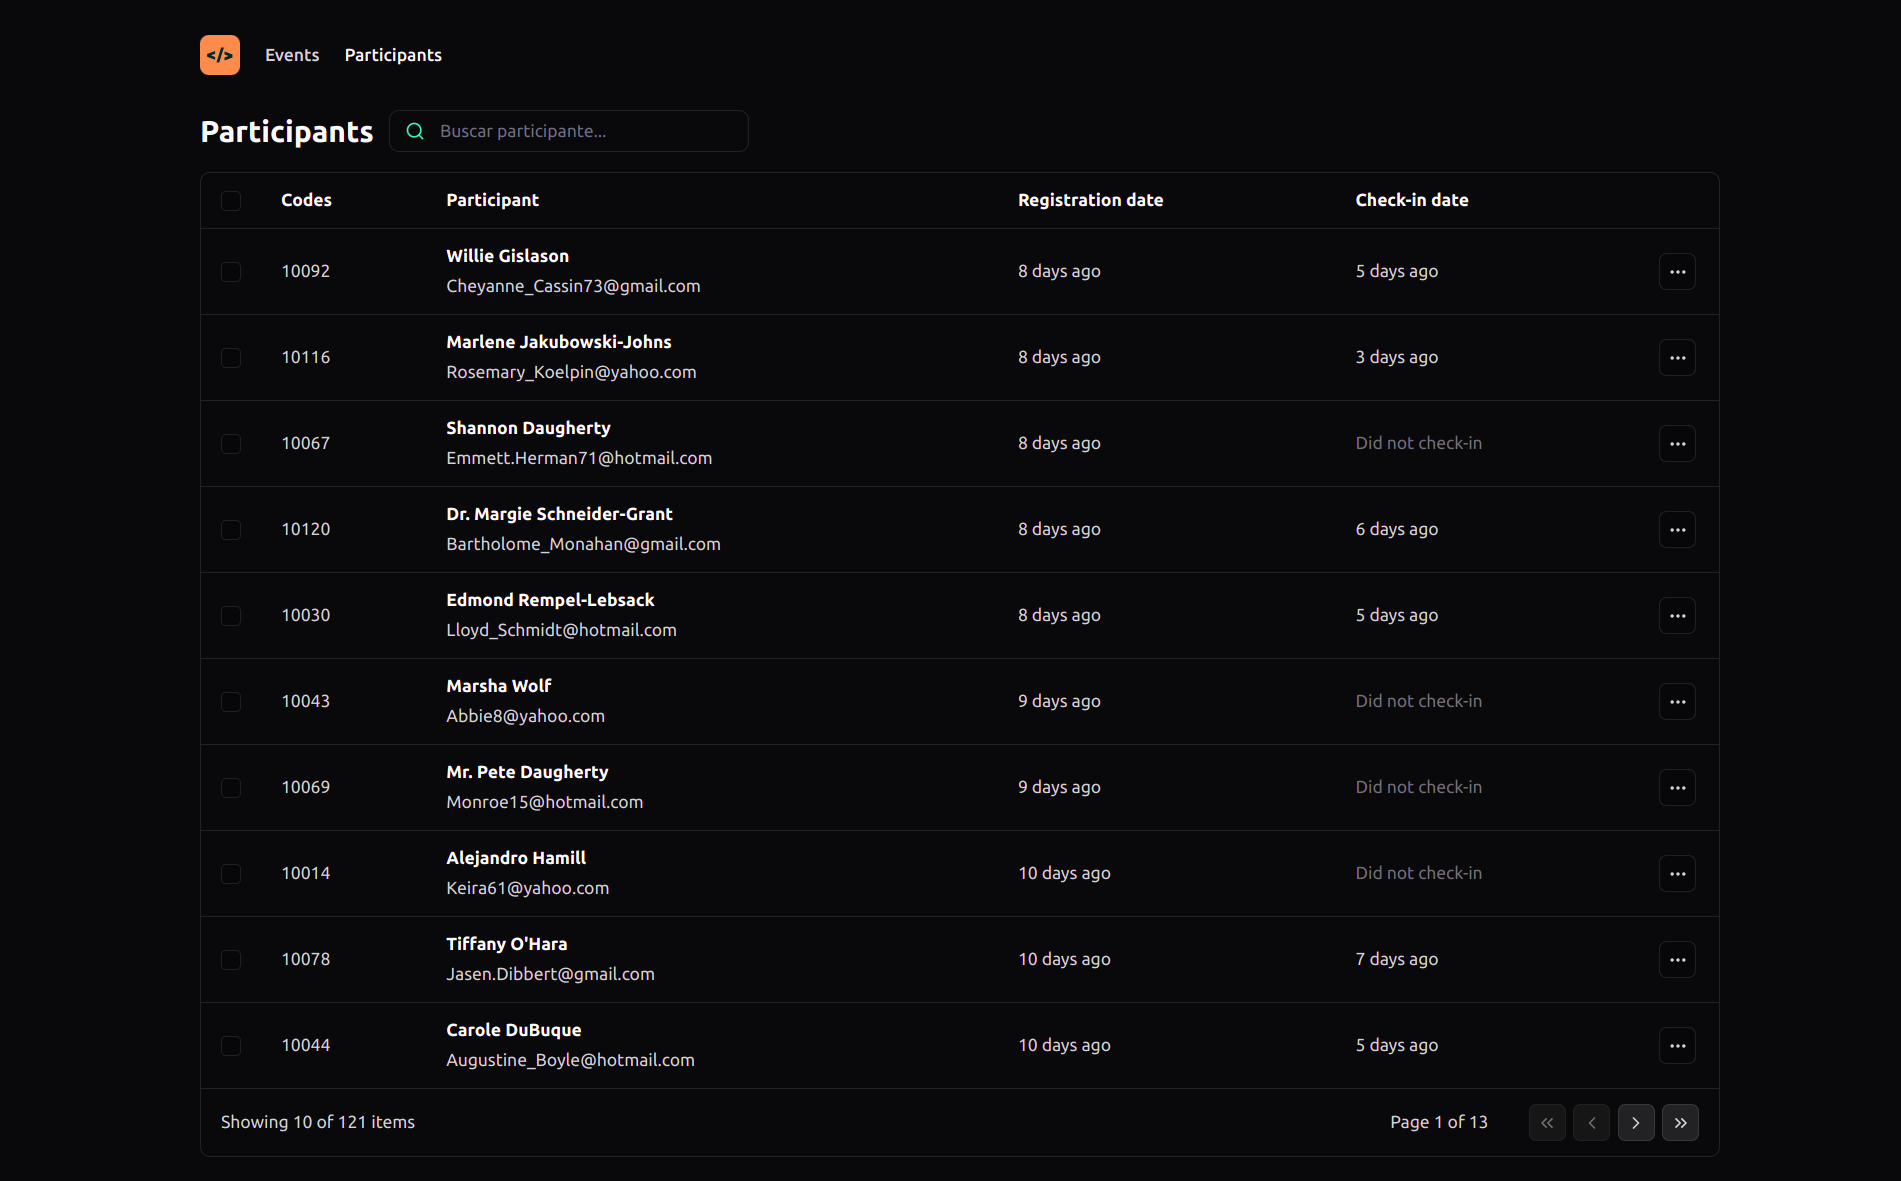 </>
Events Participants
Participants Buscar participante...
Codes Participant Registration date Check-in date
Willie Gislason
10092 8 days ago 5 days ago
Cheyanne_Cassin73@gmail.com
Marlene Jakubowski-Johns
10116 8 days ago 3 days ago
Rosemary_Koelpin@yahoo.com
Shannon Daugherty
10067 8 days ago Did not check-in
Emmett.Herman71@hotmail.com
Dr. Margie Schneider-Grant
10120 8 days ago 6 days ago
Bartholome_Monahan@gmail.com
Edmond Rempel-Lebsack
10030 8 days ago 5 days ago
Lloyd_Schmidt@hotmail.com
Marsha Wolf
10043 9 days ago Did not check-in
Abbie8@yahoo.com
Mr. Pete Daugherty
10069 9 days ago Did not check-in
Monroe15@hotmail.com
Alejandro Hamill
10014 10 days ago Did not check-in
Keira61@yahoo.com
Tiffany O'Hara
10078 10 days ago 7 days ago
Jasen.Dibbert@gmail.com
Carole DuBuque
10044 10 days ago 5 days ago
Augustine_Boyle@hotmail.com
Showing 10 of 121 items Page 1 of 13